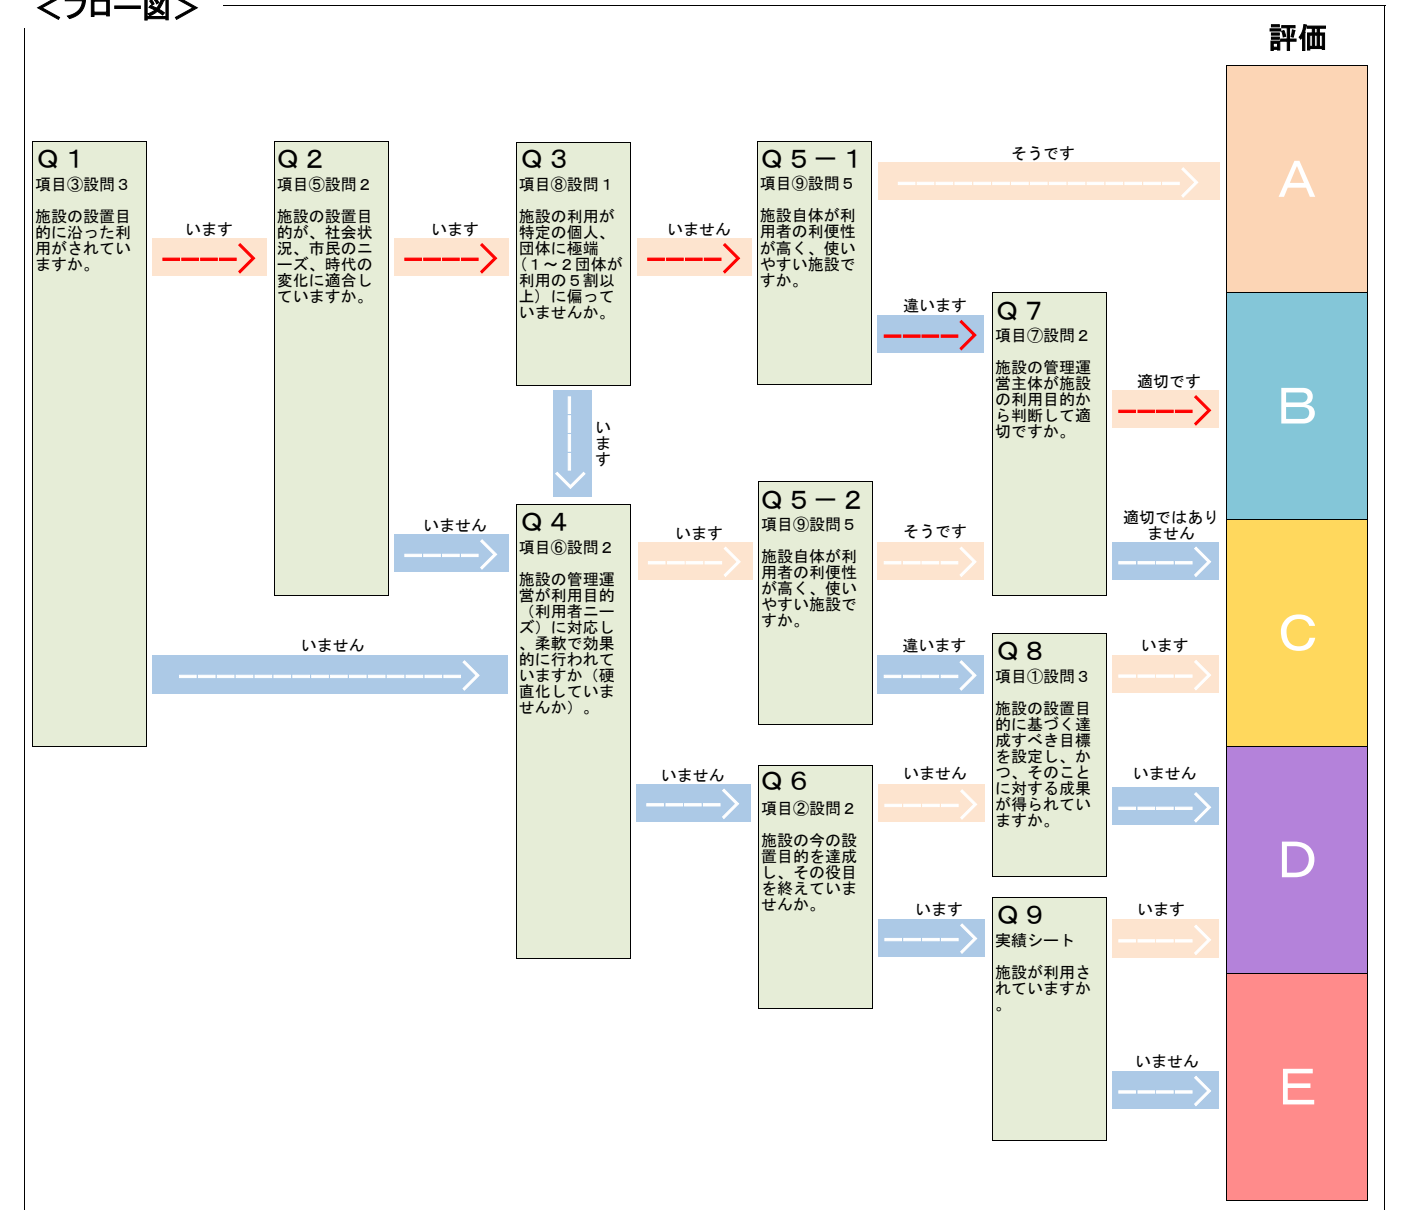 ＜フロー図＞
評価
Ｑ１
項目③設問３
施設の設置目
的に沿った利
用がされてい
ますか。
います
いません
Ｑ２
項目⑤設問２
施設の設置目
的が、社会状
況、市民のニ
ーズ、時代の
変化に適合し
ていますか。
います
いません
Ｑ３
項目⑧設問１
施設の利用が
特定の個人、
団体に極端
（１～２団体が
利用の５割以
上）に偏って
いませんか。
いません
います
Ｑ４
項目⑥設問２
施設の管理運
営が利用目的
（利用者ニー
ズ）に対応し
、柔軟で効果
的に行われて
いますか（硬
直化していま
せんか）。
います
いません
Ｑ５－１
項目⑨設問５
施設自体が利
用者の利便性
が高く、使い
やすい施設で
すか。
そうです
違います
Ｑ５－２
項目⑨設問５
施設自体が利
用者の利便性
が高く、使い
やすい施設で
すか。
そうです
違います
Ｑ６
項目②設問２
施設の今の設
置目的を達成
し、その役目
を終えていま
せんか。
いません
います
Ｑ７
項目⑦設問２
施設の管理運
営主体が施設
の利用目的か
ら判断して適
切ですか。
適切です
適切ではあり
ません
Ｑ８
項目①設問３
施設の設置目
的に基づく達
成すべき目標
を設定し、か
つ、そのこと
に対する成果
が得られてい
ますか。
います
いません
Ｑ９
実績シート
施設が利用さ
れていますか
。
います
いません
Ａ
Ｂ
Ｃ
Ｄ
Ｅ